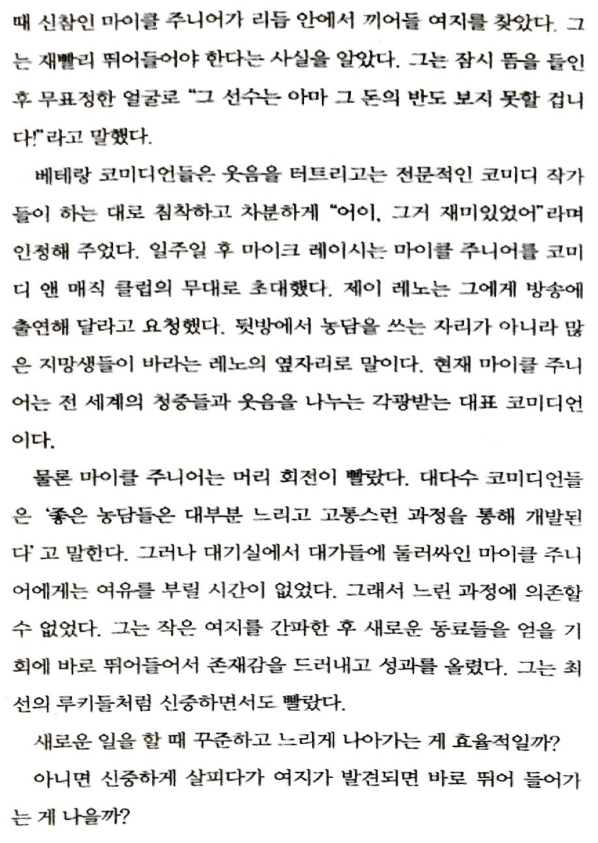 때 신참인 마이클 주니어가 리듬 안에서 끼어들 여지를 찾았다. 그
는 재빨리 뛰어들어야 한다는 사실을 알았다. 그는 잠시 뜸을 들인
후 무표정한 얼굴로 “그 선수는 아마 그 돈의 반도 보지 못할 겁니
다!”라고 말했다.
베테랑 코미디언들은 웃음을 터트리고는 전문적인 코미디 작가
들이 하는 대로 침착하고 차분하게 “어이, 그거 재미있었어”라며
인정해 주었다. 일주일 후 마이크 레이시는 마이클 주니어를 코미
디 앤 매직 클럽의 무대로 초대했다. 제이 레노는 그에게 방송에
출연해 달라고 요청했다. 뒷방에서 농담을 쓰는 자리가 아니라 많
은 지망생들이 바라는 레노의 옆자리로 말이다. 현재 마이클 주니
어는 전 세계의 청중들과 웃음을 나누는 각광받는 대표 코미디언
이다.
물론 마이클 주니어는 머리 회전이 빨랐다. 대다수 코미디언들
은 ‘좋은 농담들은 대부분 느리고 고통스런 과정을 통해 개발된
다’고 말한다. 그러나 대기실에서 대가들에 둘러싸인 마이클 주니
어에게는 여유를 부릴 시간이 없었다. 그래서 느린 과정에 의존할
수 없었다. 그는 작은 여지를 간파한 후 새로운 동료들을 얻을 기
회에 바로 뛰어들어서 존재감을 드러내고 성과를 올렸다. 그는 최
선의 루키들처럼 신중하면서도 빨랐다.
새로운 일을 할 때 꾸준하고 느리게 나아가는 게 효율적일까?
아니면 신중하게 살피다가 여지가 발견되면 바로 뛰어 들어가
는 게 나을까?